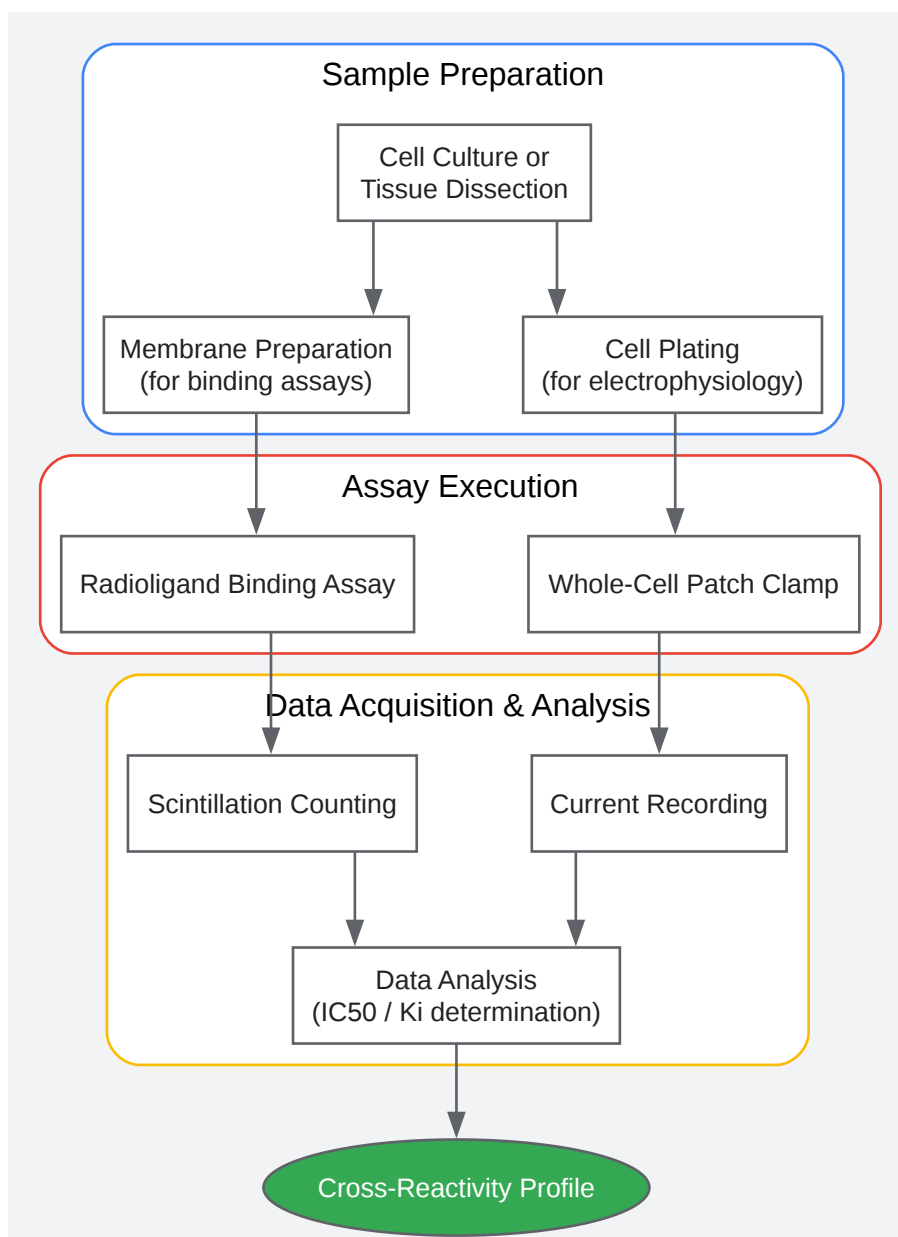 Sample Preparation
Cell Culture or
Tissue Dissection
Membrane Preparation
(for binding assays)
Cell Plating
(for electrophysiology)
Assay Execution
Radioligand Binding Assay
Whole-Cell Patch Clamp
Data Acquisition & Analysis
Scintillation Counting
Current Recording
Data Analysis
(IC50 / Ki determination)
Cross-Reactivity Profile